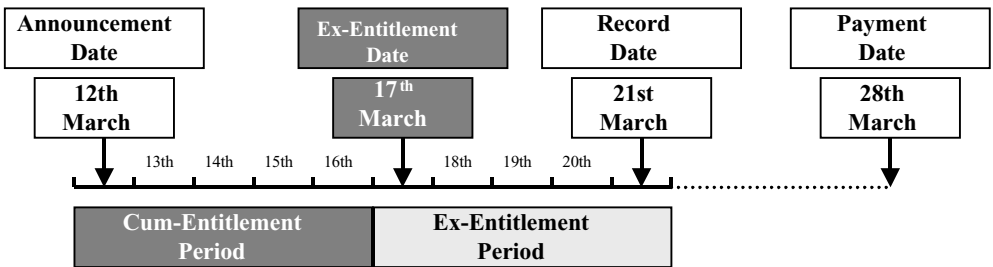 Announcement
Date
Ex-Entitlement
Date
Record
Date
Payment
Date
12th
March
17th
March
21st
March
28th
March
13th
14th
15th
16th
18th
19th
20th
Cum-Entitlement
Period
Ex-Entitlement
Period